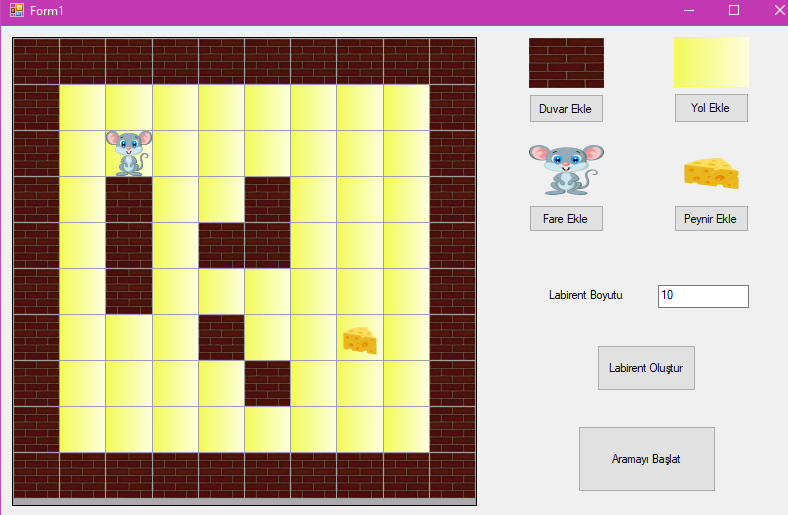 Form1
Duvar Ekle
Yol Ekle
Fare Ekle
Peynir Ekle
Labirent Boyutu
10
Labirent Oluştur
Aramayı Başlat